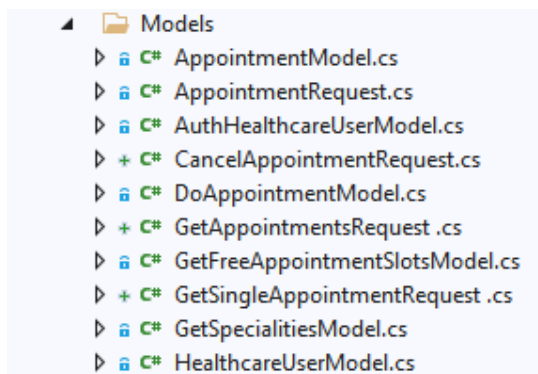 Models
C# AppointmentModel.cs
C# AppointmentRequest.cs
C# AuthHealthcareUserModel.cs
+ C# CancelAppointmentRequest.cs
C# DoAppointmentModel.cs
+ C# GetAppointmentsRequest .cs
C# GetFreeAppointmentSlotsModel.cs
+ C# GetSingleAppointmentRequest .cs
C# GetSpecialitiesModel.cs
C# HealthcareUserModel.cs